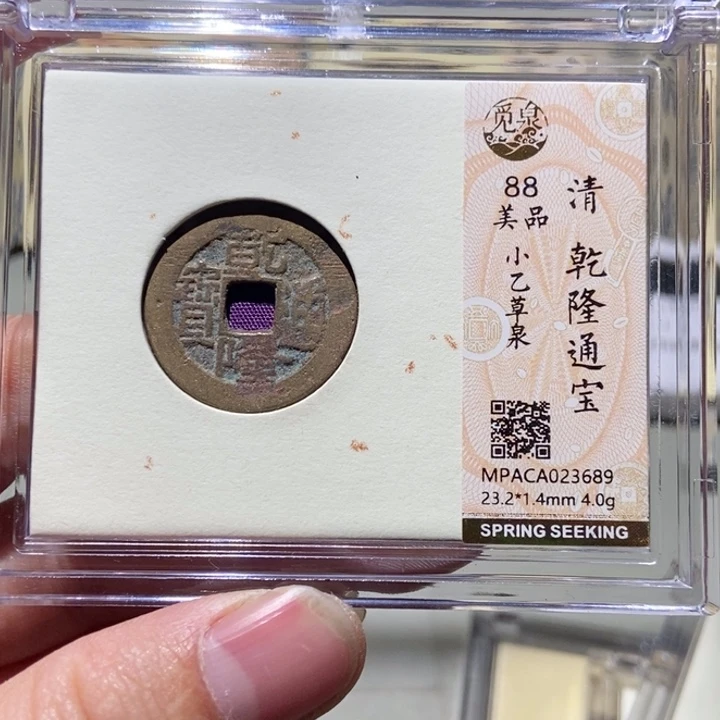 乾隆通寶
觅泉
清 乾隆通宝
88
美品
小乙草泉
MPACA023689
23.2*1.4mm 4.0g
SPRING SEEKING